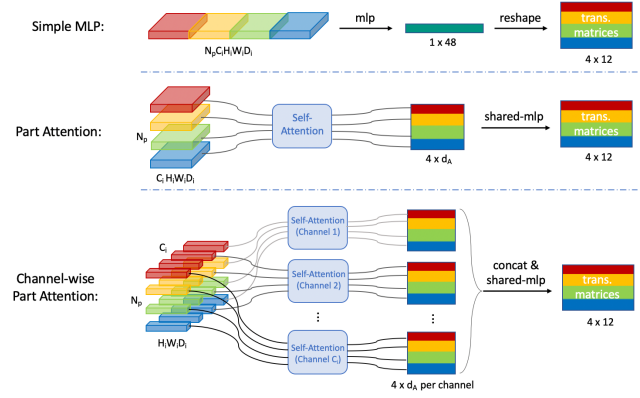 Simple MLP:
NpCiHiWiDi
mlp
1 x 48
reshape
trans.
matrices
4 x 12
Part Attention:
Np
Ci HiWiDi
Self-
Attention
4 x dA
shared-mlp
trans.
matrices
4 x 12
Channel-wise
Part Attention:
Ci
Np
HiWiDi
Self-Attention
(Channel 1)
Self-Attention
(Channel 2)
...
Self-Attention
(Channel Ci)
...
4 x dA per channel
concat &
shared-mlp
trans.
matrices
4 x 12